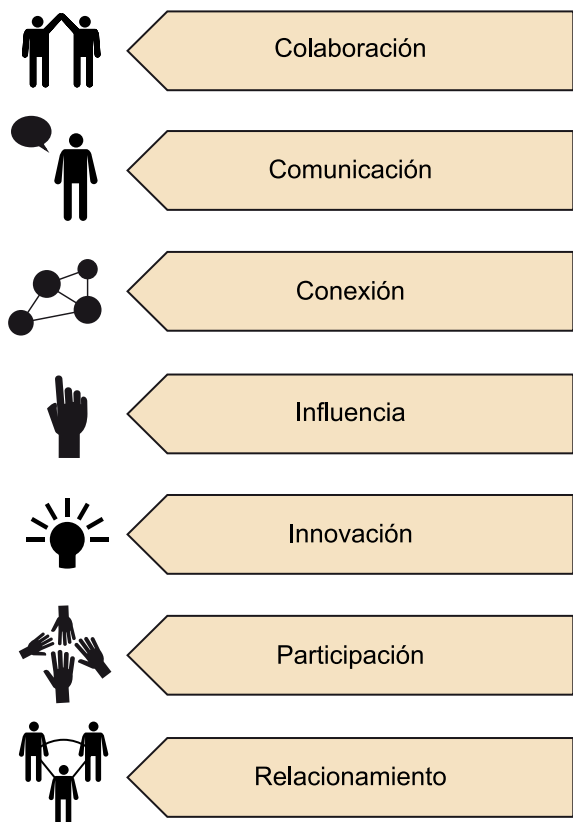 Colaboración
Comunicación
Conexión
Influencia
Innovación
Participación
Relacionamiento